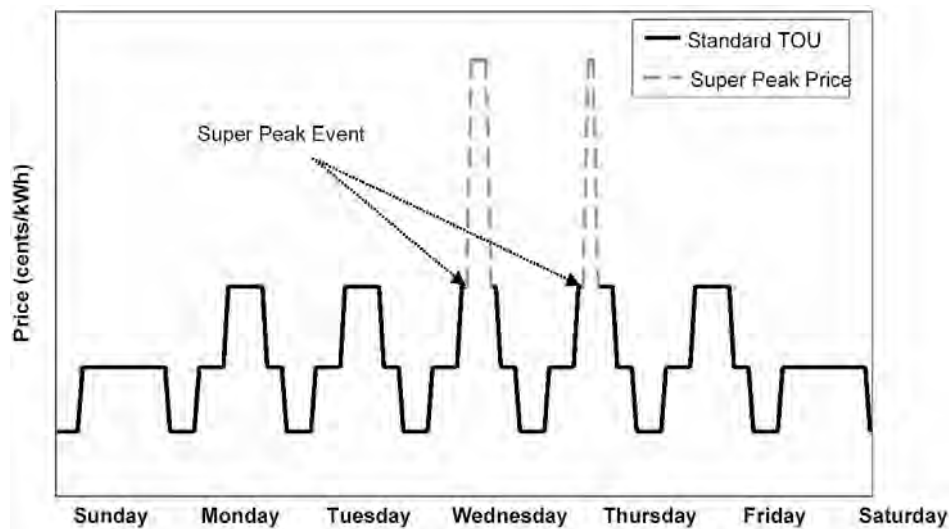 Standard TOU
Super Peak Price
Super Peak Event
Price (cents/kWh)
Sunday Monday Tuesday Wednesday Thursday Friday Saturday